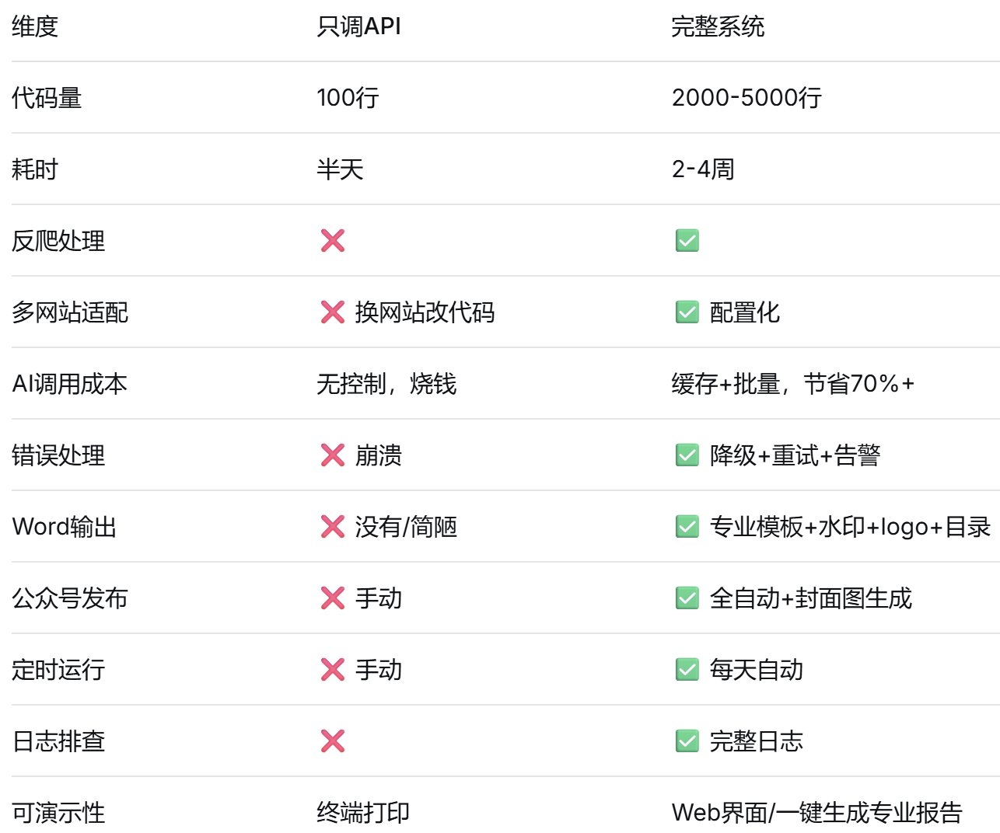 维度 只调API 完整系统
代码量 100行 2000-5000行
耗时 半天 2-4周
反爬处理 ❌ ✅
多网站适配 ❌ 换网站改代码 ✅ 配置化
AI调用成本 无控制，烧钱 缓存+批量，节省70%+
错误处理 ❌ 崩溃 ✅ 降级+重试+告警
Word输出 ❌ 没有/简陋 ✅ 专业模板+水印+logo+目录
公众号发布 ❌ 手动 ✅ 全自动+封面图生成
定时运行 ❌ 手动 ✅ 每天自动
日志排查 ❌ ✅ 完整日志
可演示性 终端打印 Web界面/一键生成专业报告